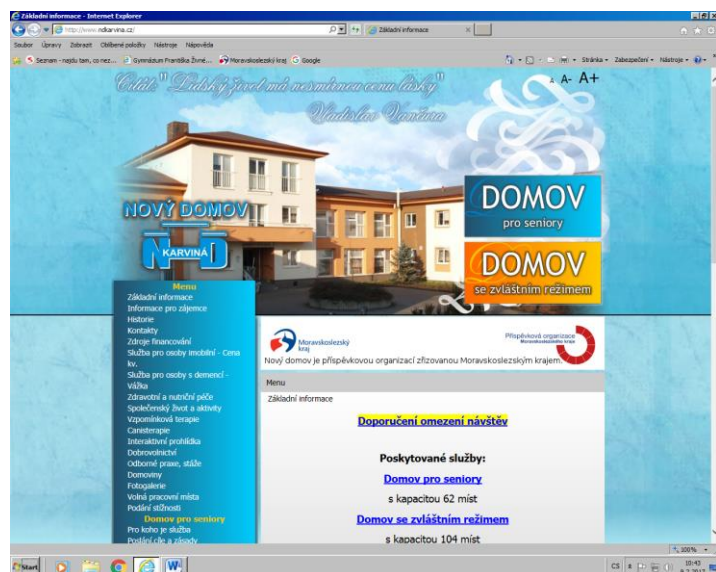 Základní informace - Internet Explorer
http://www.ndkarvina.cz/
Základní informace
Soubor Úpravy Zobrazit Oblíbené položky Nástroje Nápověda
Seznam - najdu tam, co nez... Gymnázium Františka Živné... Moravskoslezský kraj Google
Stránka Zabezpečení Nástroje
Citát: "Lidský život má nesmírnou cenu lásky"
Vladislav Vančura
A A- A+
NOVÝ DOMOV
N KARVINÁ D
DOMOV
pro seniory
DOMOV
se zvláštním režimem
Menu
Základní informace
Informace pro zájemce
Historie
Kontakty
Zdroje financování
Služba pro osoby imobilní - Cena
kv.
Služba pro osoby s demencí -
Vážka
Zdravotní a nutriční péče
Společenský život a aktivity
Vzpomínková terapie
Canisterapie
Interaktivní prohlídka
Dobrovolnictví
Odborné praxe, stáže
Domoviny
Fotogalerie
Volná pracovní místa
Podání stížnosti
Domov pro seniory
Pro koho je služba
Poslání,cíle a zásady
Moravskoslezský
kraj
Příspěvková organizace
Moravskoslezského kraje
Nový domov je příspěvkovou organizací zřizovanou Moravskoslezským krajem.
Menu
Základní informace
Doporučení omezení návštěv
Poskytované služby:
Domov pro seniory
s kapacitou 62 míst
Domov se zvláštním režimem
s kapacitou 104 míst
100%
Start
CS
10:43